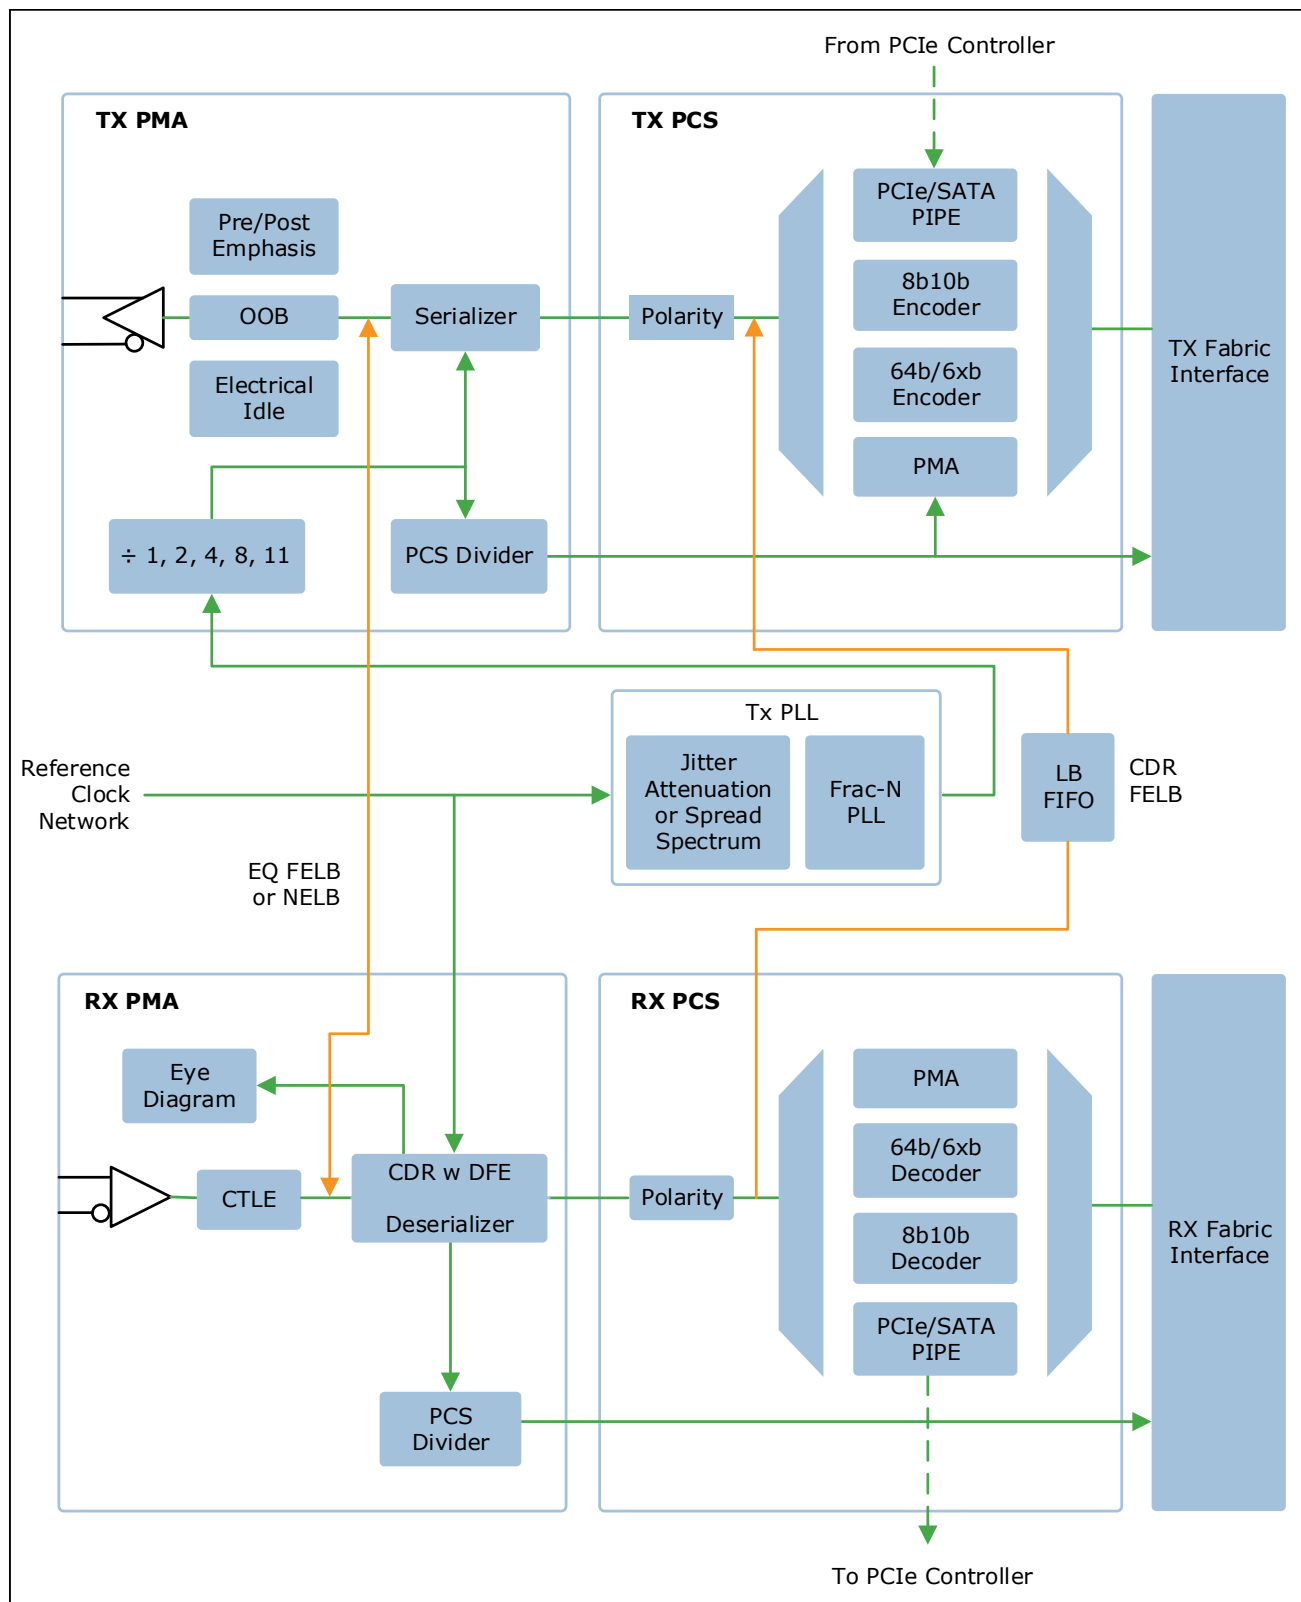 From PCIe Controller
TX PMA
TX PCS
PCIe/SATA
PIPE
Pre/Post
Emphasis
8b10b
Encoder
OOB
Serializer
Polarity
TX Fabric
Interface
64b/6xb
Encoder
Electrical
Idle
PMA
÷ 1, 2, 4, 8, 11
PCS Divider
Tx PLL
Reference
Clock
Network
Jitter
Attenuation
or Spread
Spectrum
Frac-N
PLL
LB
FIFO
CDR
FELB
EQ FELB
or NELB
RX PMA
RX PCS
Eye
Diagram
PMA
64b/6xb
Decoder
CTLE
CDR w DFE
Deserializer
Polarity
8b10b
Decoder
RX Fabric
Interface
PCIe/SATA
PIPE
PCS
Divider
To PCIe Controller